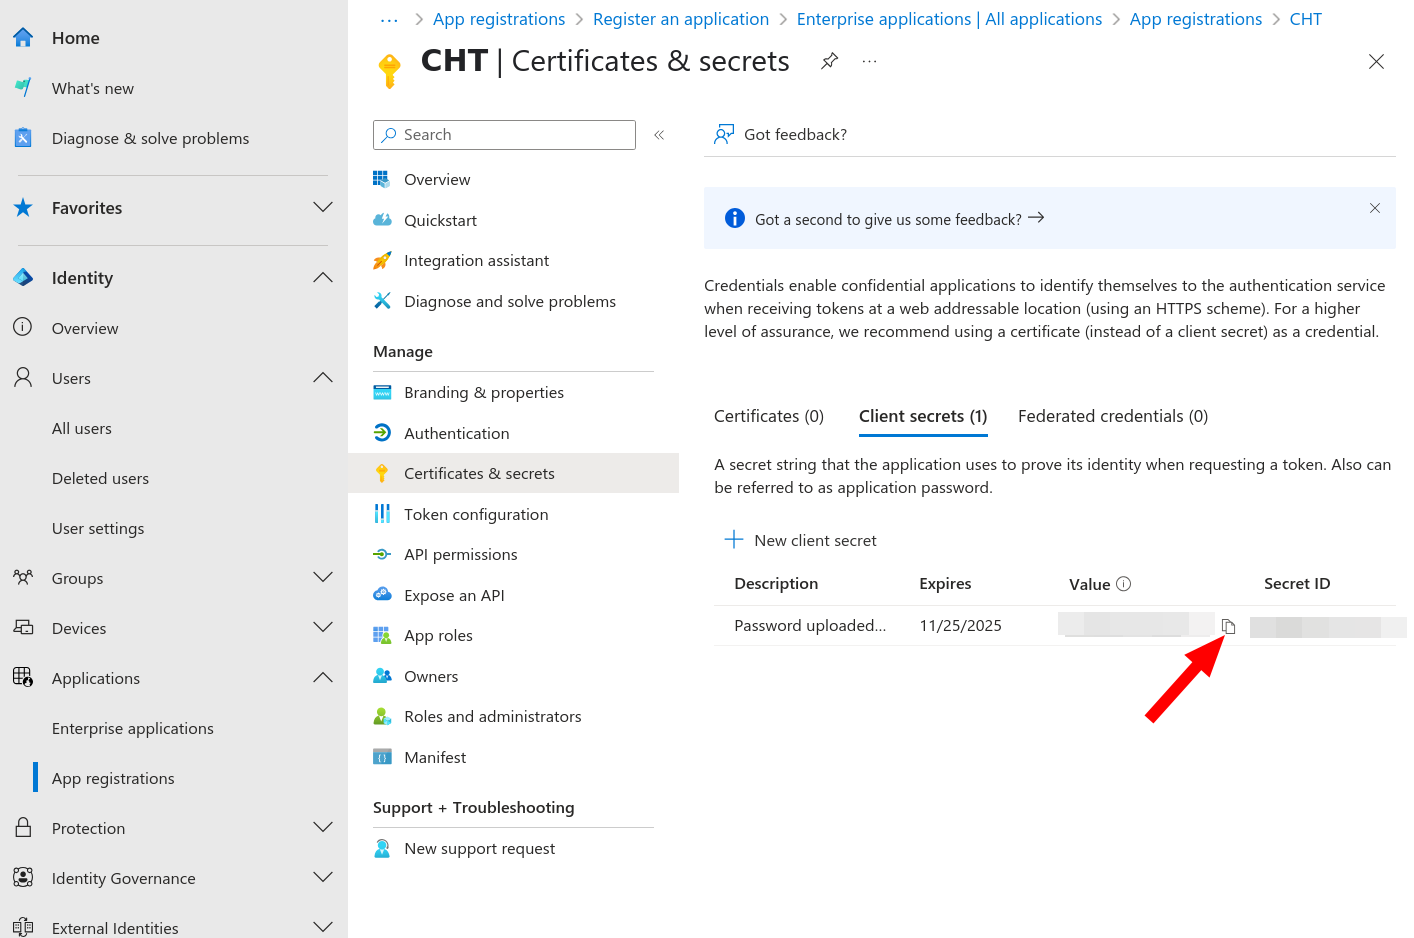 Home
What's new
Diagnose & solve problems
Favorites
Identity
Overview
Users
All users
Deleted users
User settings
Groups
Devices
Applications
Enterprise applications
App registrations
Protection
Identity Governance
External Identities
... > App registrations > Register an application > Enterprise applications | All applications > App registrations > CHT
CHT | Certificates & secrets ...
Search «
Overview
Quickstart
Integration assistant
Diagnose and solve problems
Manage
Branding & properties
Authentication
Certificates & secrets
Token configuration
API permissions
Expose an API
App roles
Owners
Roles and administrators
Manifest
Support + Troubleshooting
New support request
Got feedback?
Got a second to give us some feedback? →
Credentials enable confidential applications to identify themselves to the authentication service
when receiving tokens at a web addressable location (using an HTTPS scheme). For a higher
level of assurance, we recommend using a certificate (instead of a client secret) as a credential.
Certificates (0) Client secrets (1) Federated credentials (0)
A secret string that the application uses to prove its identity when requesting a token. Also can
be referred to as application password.
New client secret
Description Expires Value Secret ID
Password uploaded... 11/25/2025